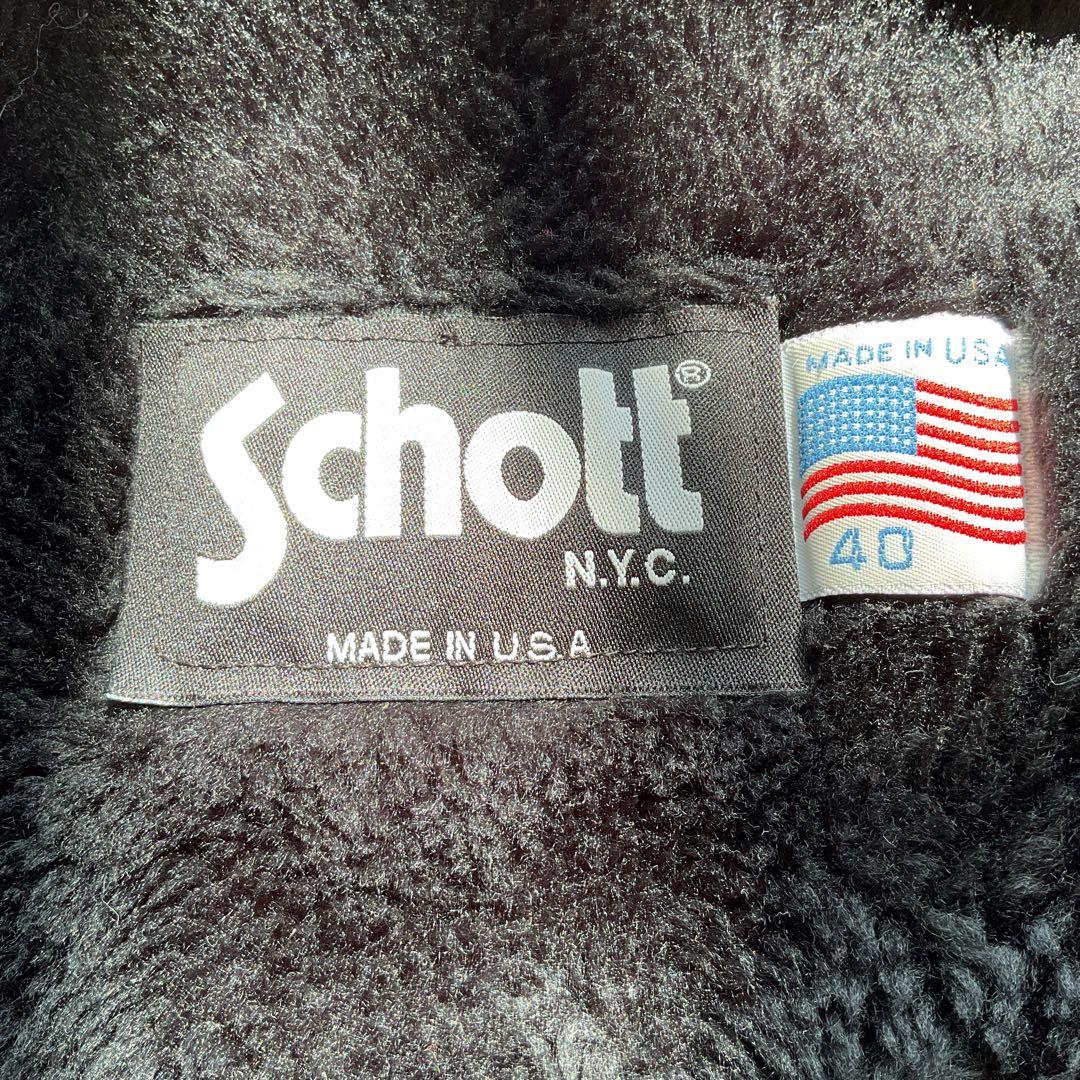 Schott®
N.Y.C.
MADE IN U.S.A
MADE IN USA
40